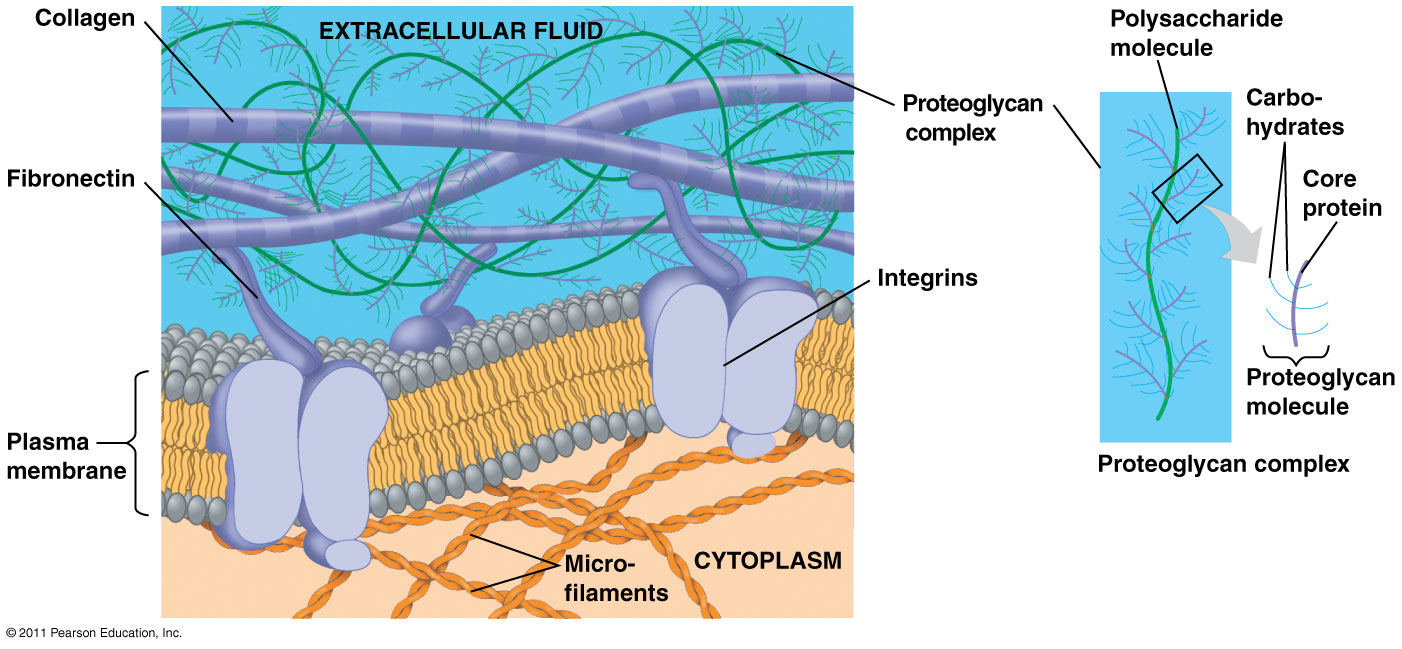 Collagen
EXTRACELLULAR FLUID
Fibronectin
Proteoglycan
complex
Integrins
Plasma
membrane
Micro-
filaments
CYTOPLASM
Polysaccharide
molecule
Carbo-
hydrates
Core
protein
Proteoglycan
molecule
Proteoglycan complex
© 2011 Pearson Education, Inc.